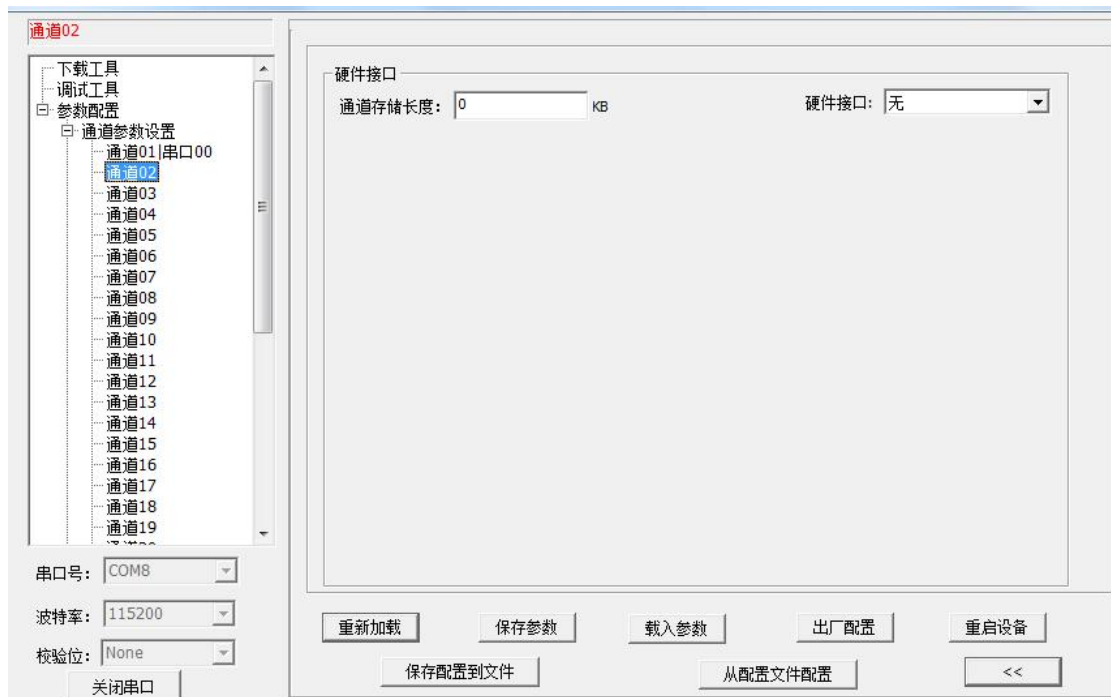 通道02
下载工具
调试工具
参数配置
通道参数设置
通道01|串口00
通道02
通道03
通道04
通道05
通道06
通道07
通道08
通道09
通道10
通道11
通道12
通道13
通道14
通道15
通道16
通道17
通道18
通道19
串口号： COM8
波特率： 115200
校验位： None
关闭串口
硬件接口
通道存储长度： 0 KB 硬件接口： 无
重新加载 保存参数 载入参数 出厂配置 重启设备
保存配置到文件 从配置文件配置 <<